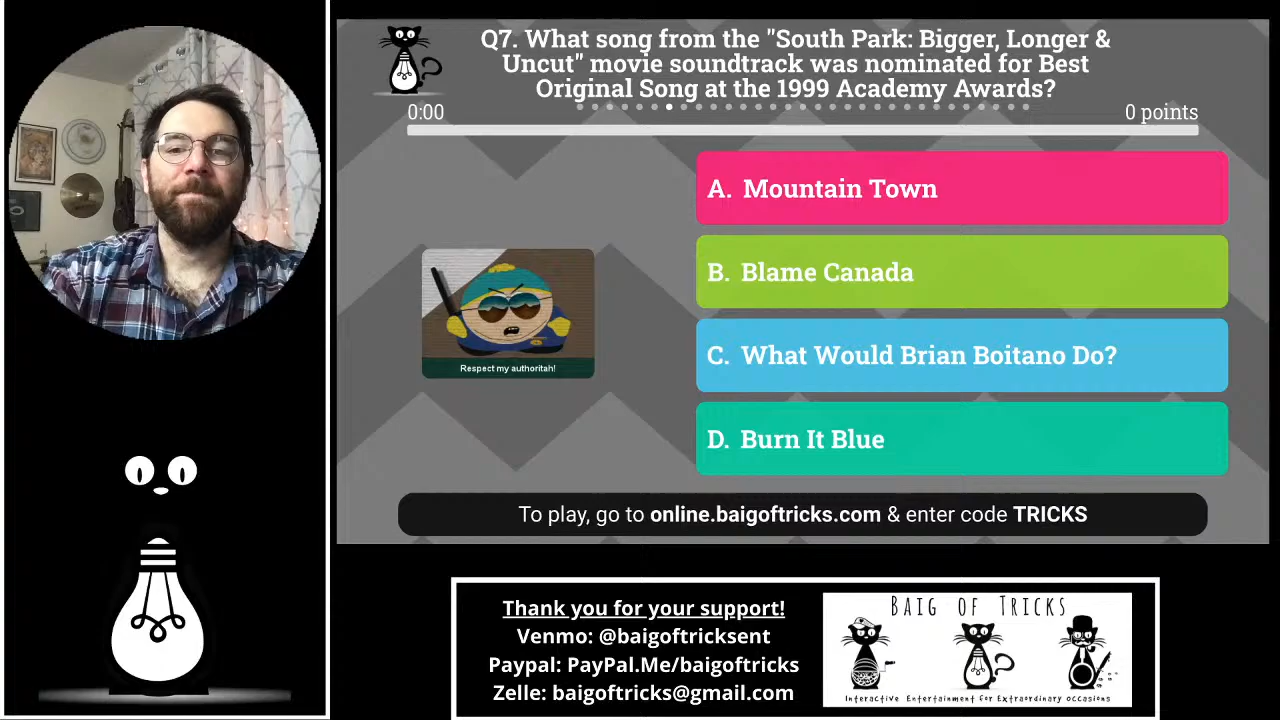 Q7. What song from the "South Park: Bigger, Longer &
Uncut" movie soundtrack was nominated for Best
Original Song at the 1999 Academy Awards?
0:00
0 points
A. Mountain Town
B. Blame Canada
C. What Would Brian Boitano Do?
D. Burn It Blue
Respect my authoritah!
To play, go to online.baigoftricks.com & enter code TRICKS
Thank you for your support!
Venmo: @baigoftricksent
Paypal: PayPal.Me/baigoftricks
Zelle: baigoftricks@gmail.com
BAIG OF TRICKS
Interactive Entertainment for Extraordinary occasions